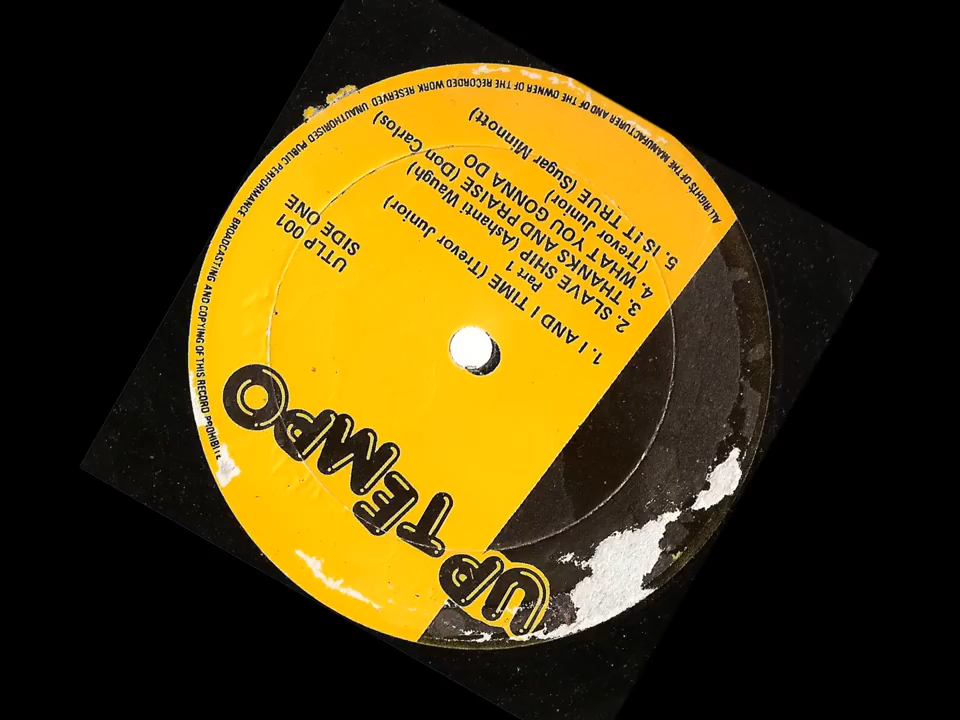 UP TEMPO
UTLP 001
SIDE ONE
1. I AND I TIME (Trevor Junior)
Part 1
2. SLAVE SHIP (Ashanti Waugh)
3. THANKS AND PRAISE (Don Carlos)
4. WHAT YOU GONNA DO
(Trevor Junior)
5. IS IT TRUE (Sugar Minnott)
ALL RIGHTS OF THE MANUFACTURER AND OF THE OWNER OF THE RECORDED WORK RESERVED UNAUTHORISED PUBLIC PERFORMANCE BROADCASTING AND COPYING OF THIS RECORD PROHIBITE